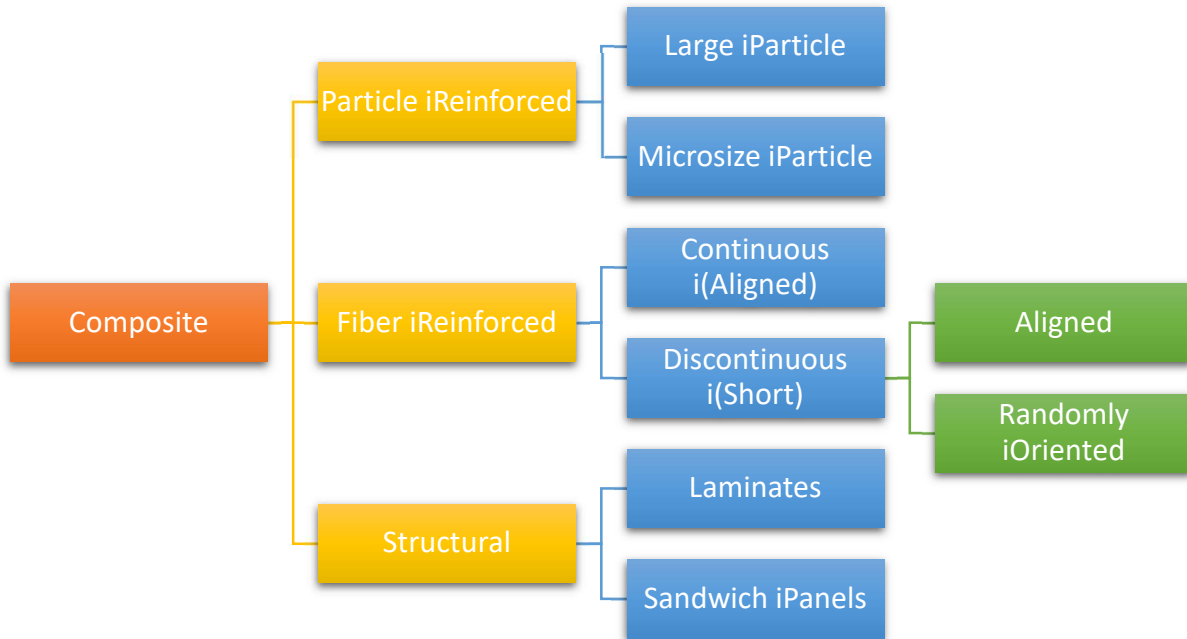 Composite
Particle iReinforced
Large iParticle
Microsize iParticle
Fiber iReinforced
Continuous
i(Aligned)
Discontinuous
i(Short)
Aligned
Randomly
iOriented
Structural
Laminates
Sandwich iPanels